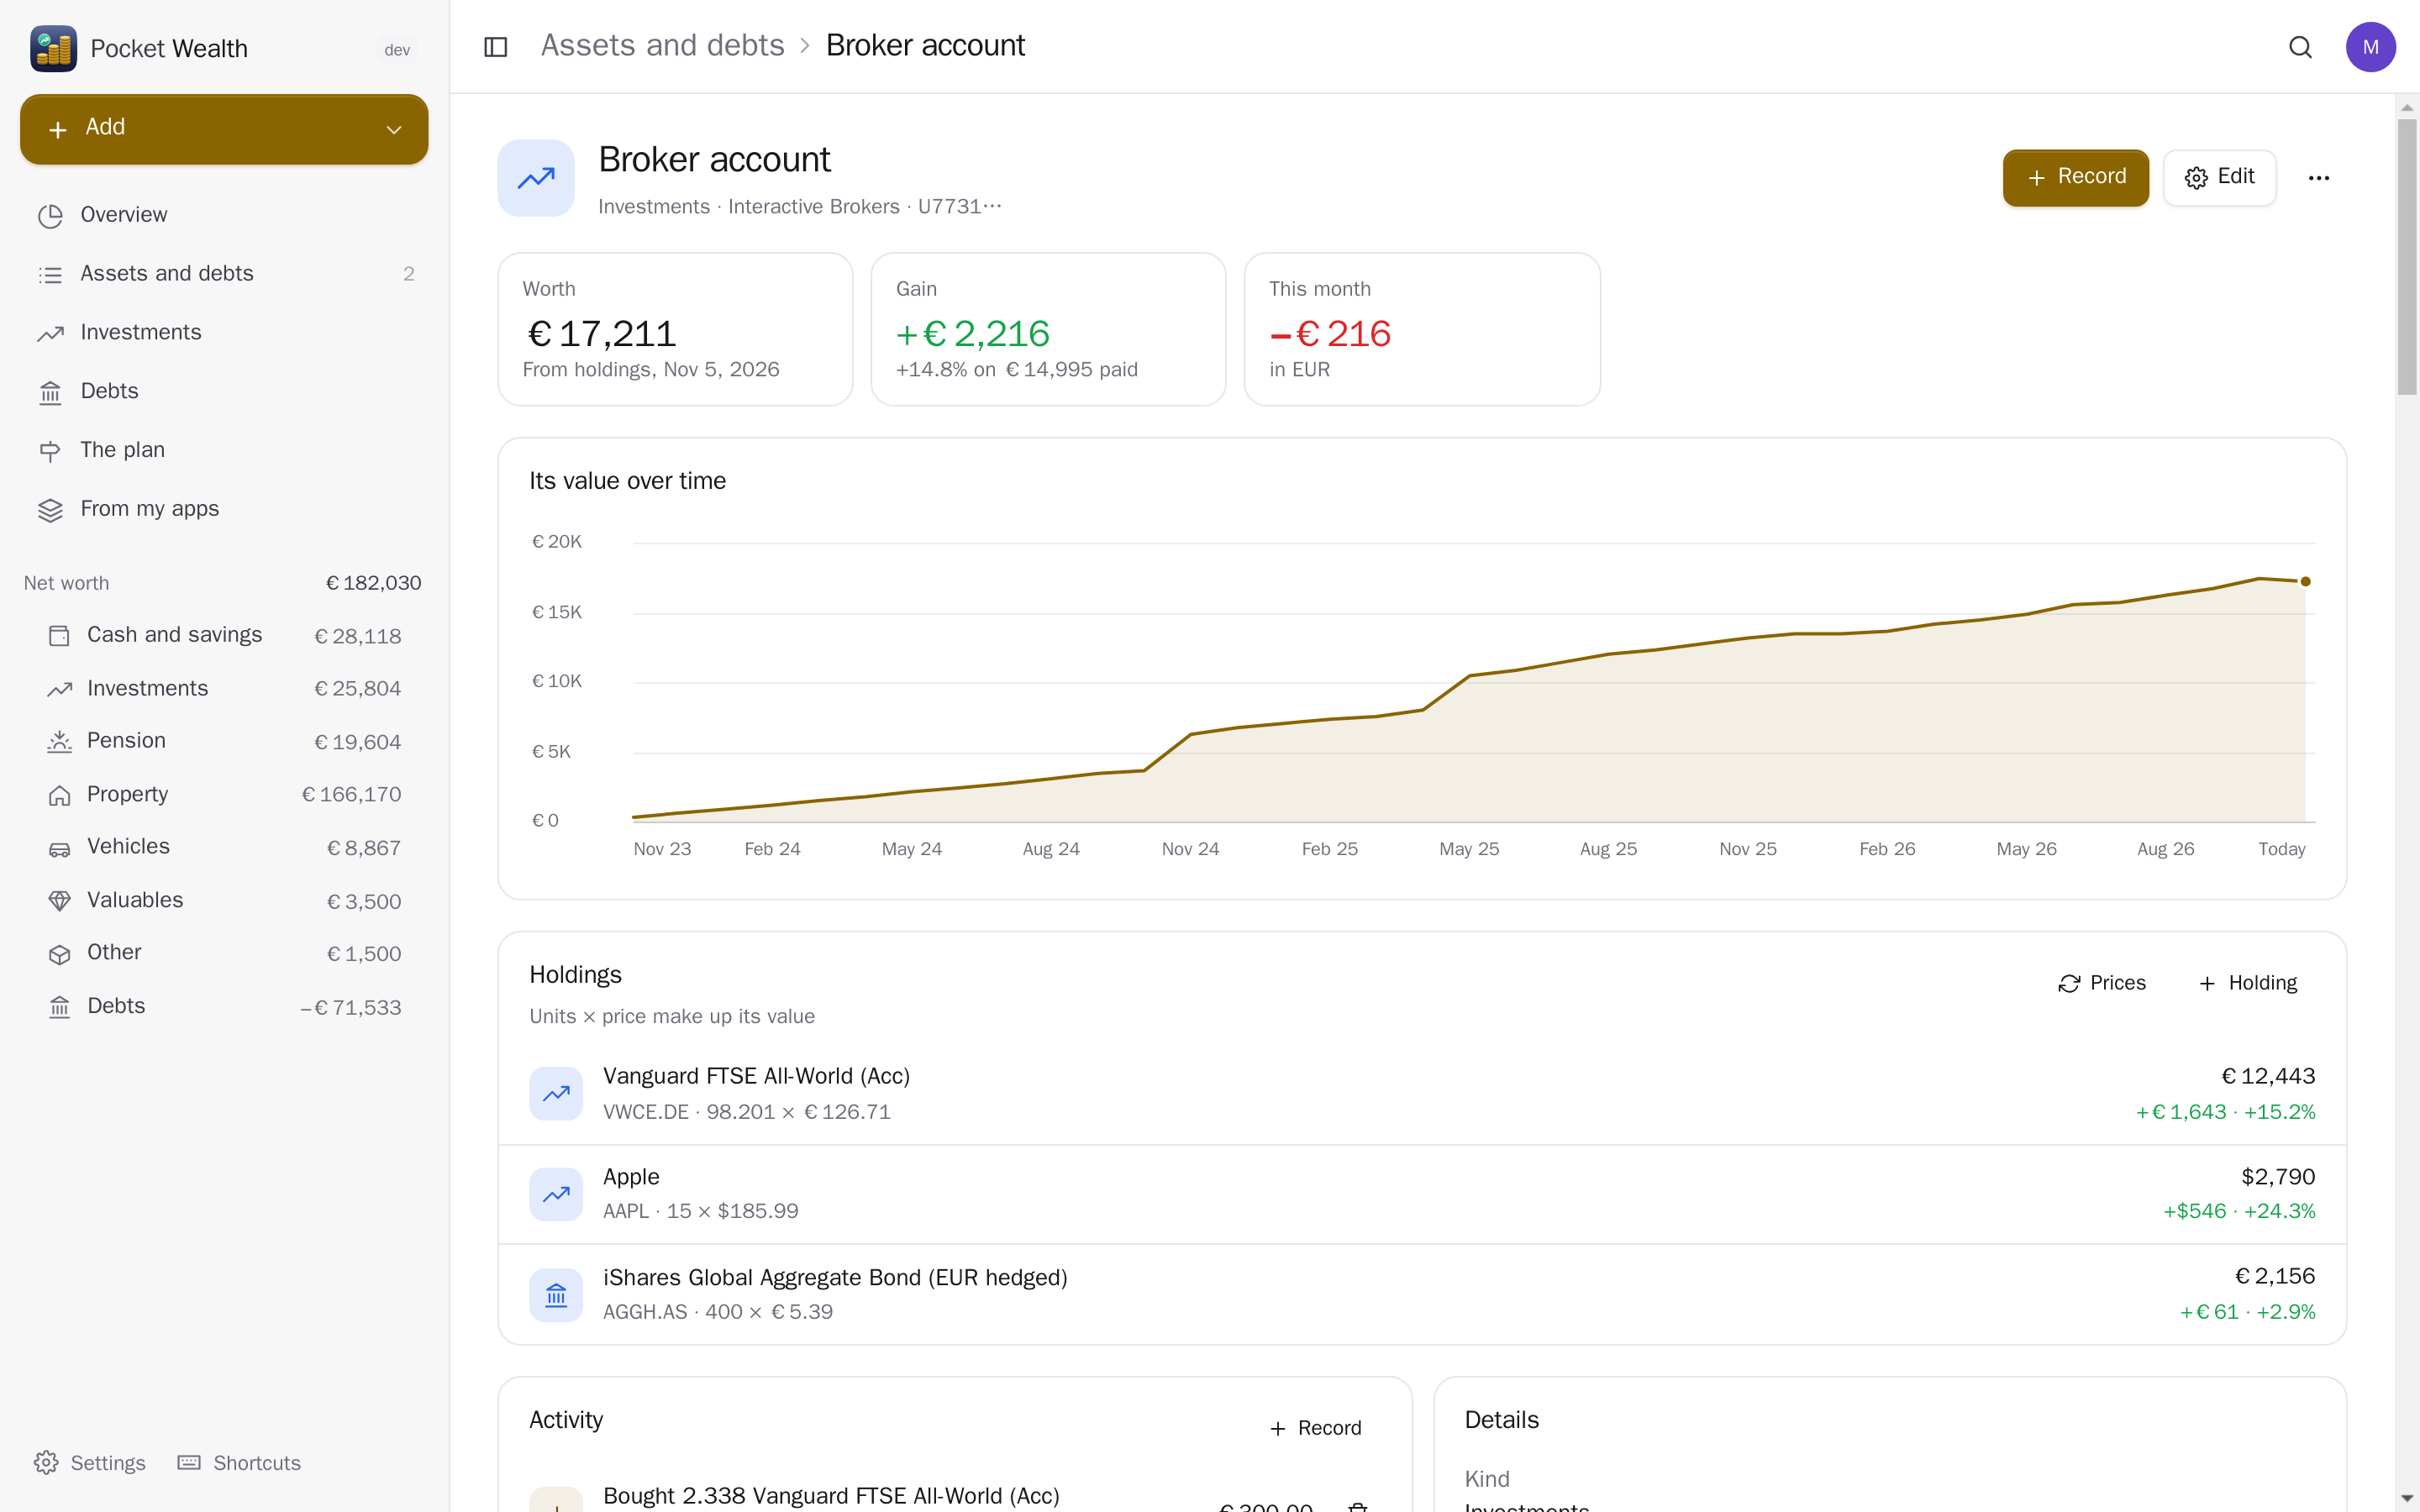 Pocket Wealth
dev
Add
Overview
Assets and debts 2
Investments
Debts
The plan
From my apps
Net worth € 182,030
Cash and savings € 28,118
Investments € 25,804
Pension € 19,604
Property € 166,170
Vehicles € 8,867
Valuables € 3,500
Other € 1,500
Debts –€ 71,533
Settings
Shortcuts
Assets and debts > Broker account
M
Broker account
Investments · Interactive Brokers · U7731···
+ Record
Edit
Worth
€ 17,211
From holdings, Nov 5, 2026
Gain
+€ 2,216
+14.8% on € 14,995 paid
This month
–€ 216
in EUR
Its value over time
€ 20K
€ 15K
€ 10K
€ 5K
€ 0
Nov 23 Feb 24 May 24 Aug 24 Nov 24 Feb 25 May 25 Aug 25 Nov 25 Feb 26 May 26 Aug 26 Today
Holdings
Units × price make up its value
Prices
+ Holding
Vanguard FTSE All-World (Acc) € 12,443
VWCE.DE · 98.201 × € 126.71 +€ 1,643 · +15.2%
Apple $2,790
AAPL · 15 × $185.99 +$546 · +24.3%
iShares Global Aggregate Bond (EUR hedged) € 2,156
AGGH.AS · 400 × € 5.39 +€ 61 · +2.9%
Activity
+ Record
Bought 2.338 Vanguard FTSE All-World (Acc)
€ 300.00
Details
Kind
Investments